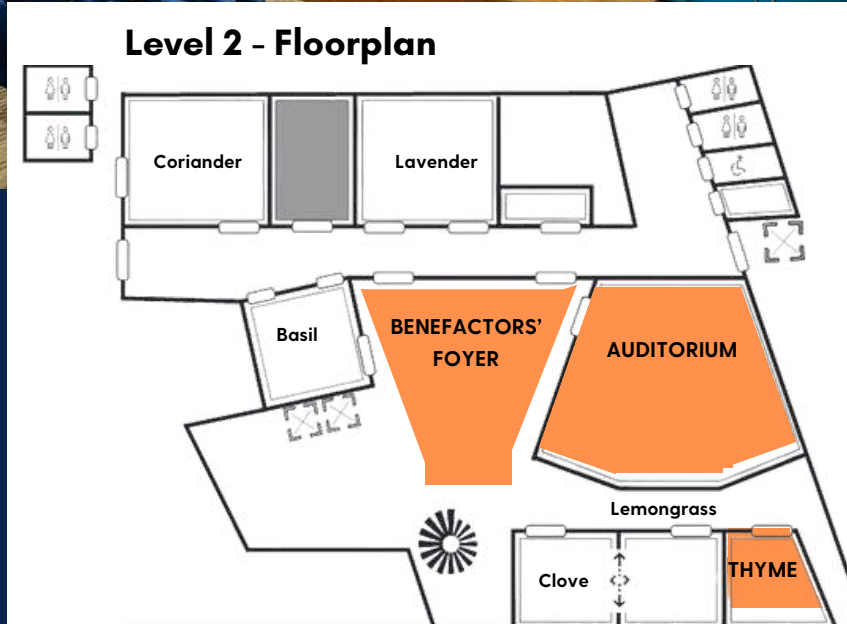 Level 2 - Floorplan
Coriander
Lavender
Basil
BENEFACTORS'
FOYER
AUDITORIUM
Lemongrass
Clove
THYME